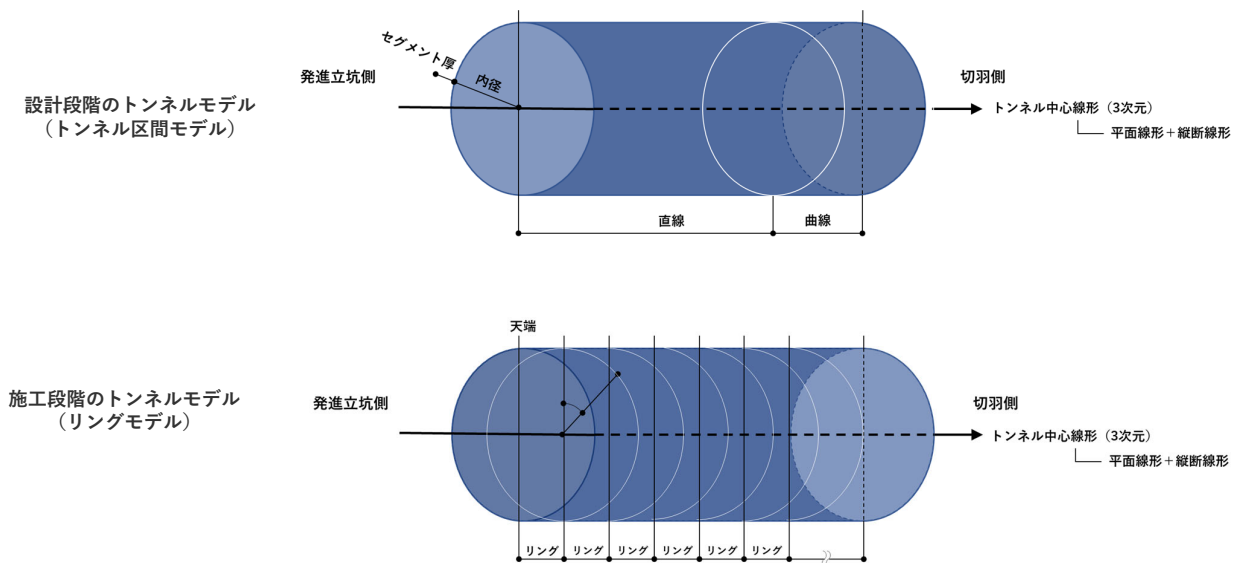 設計段階のトンネルモデル
（トンネル区間モデル）
セグメント厚
内径
発進立坑側
切羽側
トンネル中心線形（3次元）
平面線形＋縦断線形
直線
曲線
施工段階のトンネルモデル
（リングモデル）
天端
発進立坑側
切羽側
トンネル中心線形（3次元）
平面線形＋縦断線形
リング
リング
リング
リング
リング
リング